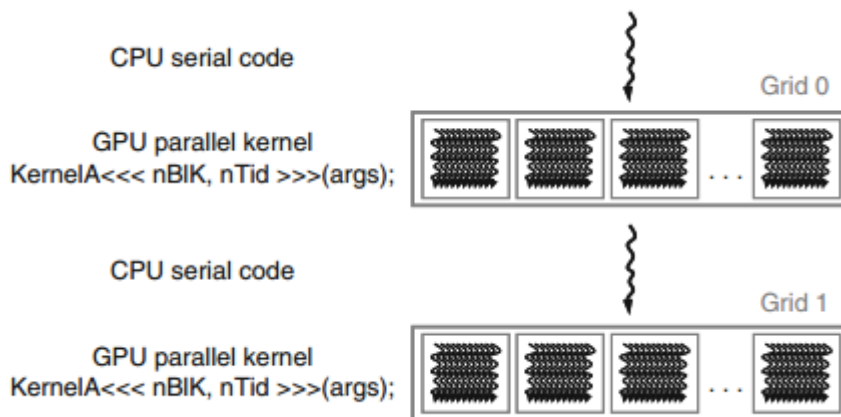 CPU serial code
Grid 0
GPU parallel kernel
KernelA<<< nBlK, nTid >>>(args);
. . .
CPU serial code
Grid 1
GPU parallel kernel
KernelA<<< nBlK, nTid >>>(args);
. . .